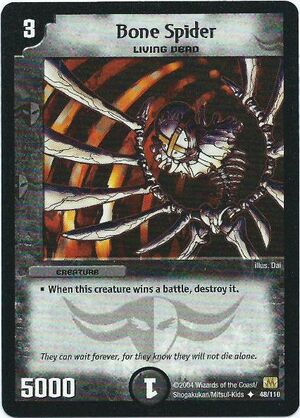 3
Bone Spider
LIVING DEAD
illus. Dai
CREATURE
▪ When this creature wins a battle, destroy it.
They can wait forever, for they know they will not die alone.
5000
1
©2004 Wizards of the Coast/
Shogakukan/Mitsui-Kids ♦ 48/110